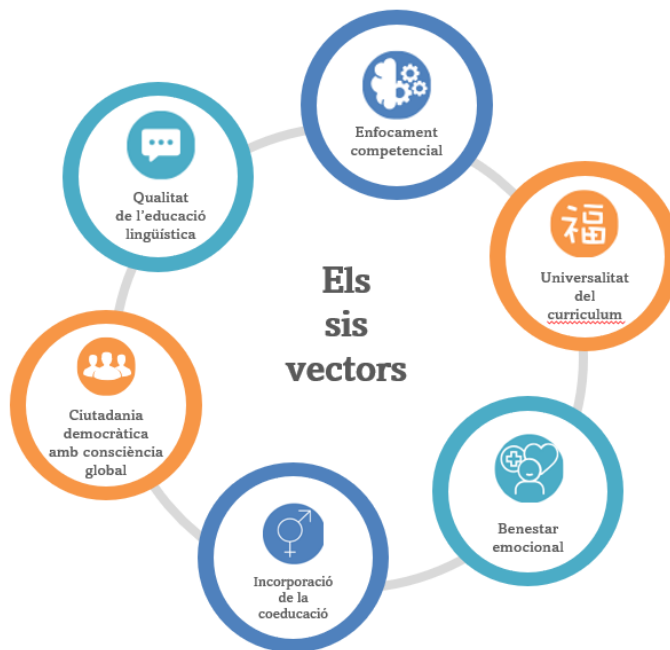 Els
sis
vectors
Enfocament
competencial
福
Universalitat
del
curriculum
Benestar
emocional
Incorporació
de la
coeducació
Ciutadania
democràtica
amb consciència
global
Qualitat
de l'educació
lingüística